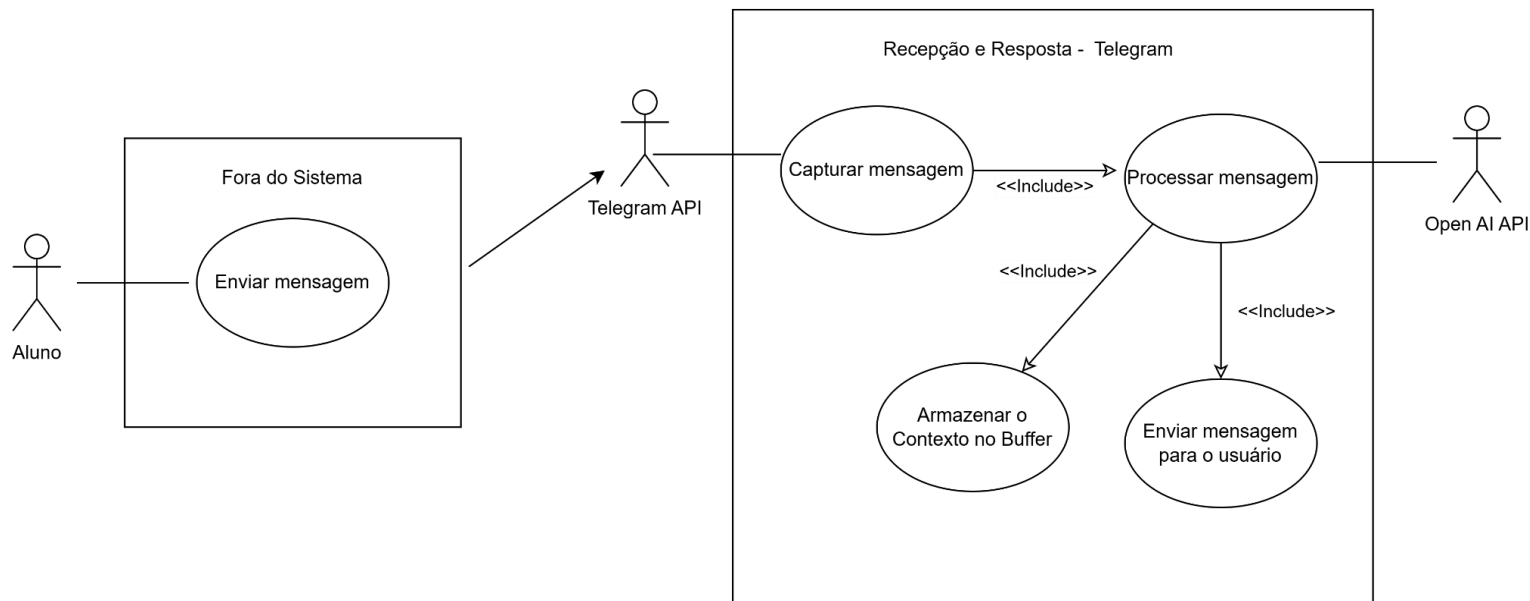 Recepção e Resposta - Telegram
Fora do Sistema
Enviar mensagem
Aluno
Telegram API
Capturar mensagem
<<Include>>
Processar mensagem
Open AI API
<<Include>>
<<Include>>
Armazenar o
Contexto no Buffer
Enviar mensagem
para o usuário